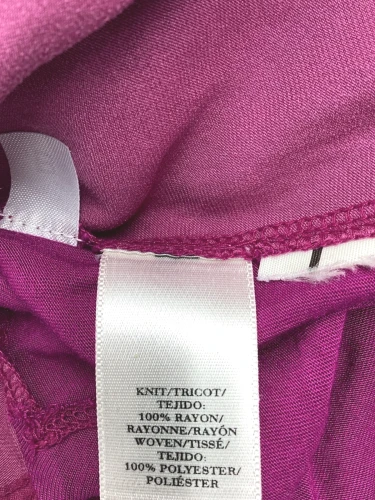 KNIT/TRICOT/
TEJIDO:
100% RAYON/
RAYONNE/RAYÓN
WOVEN/TISSÉ/
TEJIDO:
100% POLYESTER/
POLIÉSTER